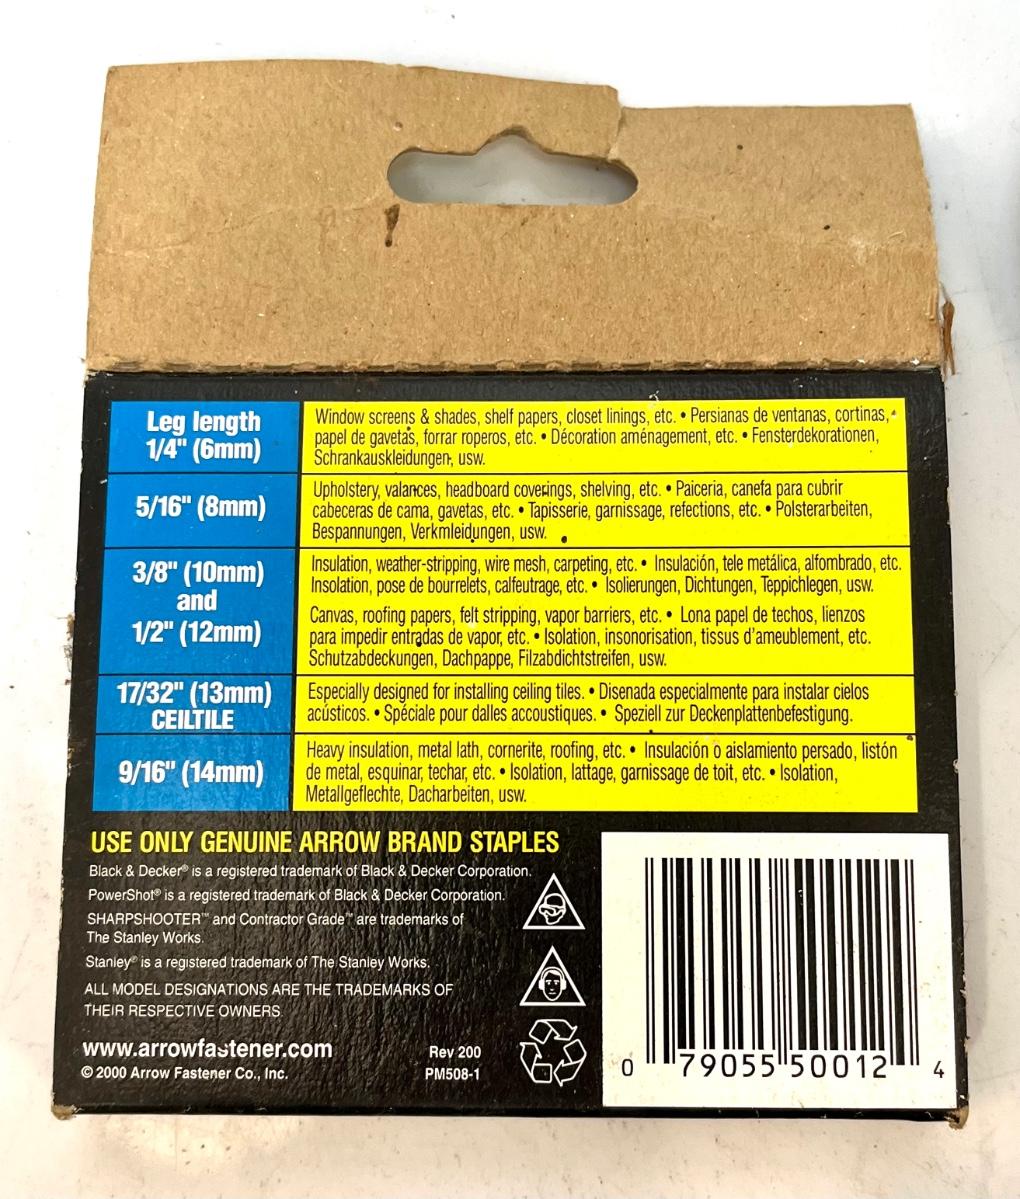 Leg length
1/4" (6mm)
Window screens & shades, shelf papers, closet linings, etc. • Persianas de ventanas, cortinas,
papel de gavetas, forrar roperos, etc. • Décoration aménagement, etc. • Fensterdekorationen,
Schrankauskleidungen, usw.
5/16" (8mm)
Upholstery, valances, headboard coverings, shelving, etc. • Paiceria, canefa para cubrir
cabeceras de cama, gavetas, etc. • Tapisserie, garnissage, refections, etc. • Polsterarbeiten,
Bespannungen, Verkmleidungen, usw.
3/8" (10mm)
and
1/2" (12mm)
Insulation, weather-stripping, wire mesh, carpeting, etc. • Insulación, tele metálica, alfombrado, etc.
Insolation, pose de bourrelets, calfeutrage, etc. • Isolierungen, Dichtungen, Teppichlegen, usw.
Canvas, roofing papers, felt stripping, vapor barriers, etc. • Lona papel de techos, lienzos
para impedir entradas de vapor, etc. • Isolation, insonorisation, tissus d'ameublement, etc.
Schutzabdeckungen, Dachpappe, Filzabdichtstreifen, usw.
17/32" (13mm)
CEILTILE
Especially designed for installing ceiling tiles. • Disenada especialmente para instalar cielos
acústicos. • Spéciale pour dalles accoustiques. • Speziell zur Deckenplattenbefestigung.
9/16" (14mm)
Heavy insulation, metal lath, cornerite, roofing, etc. • Insulación o aislamiento persado, listón
de metal, esquinar, techar, etc. • Isolation, lattage, garnissage de toit, etc. • Isolation,
Metallgeflechte, Dacharbeiten, usw.
USE ONLY GENUINE ARROW BRAND STAPLES
Black & Decker® is a registered trademark of Black & Decker Corporation.
PowerShot® is a registered trademark of Black & Decker Corporation.
SHARPSHOOTER™ and Contractor Grade™ are trademarks of
The Stanley Works.
Stanley® is a registered trademark of The Stanley Works.
ALL MODEL DESIGNATIONS ARE THE TRADEMARKS OF
THEIR RESPECTIVE OWNERS.
www.arrowfastener.com
© 2000 Arrow Fastener Co., Inc.
Rev 200
PM508-1
0 79055 50012 4